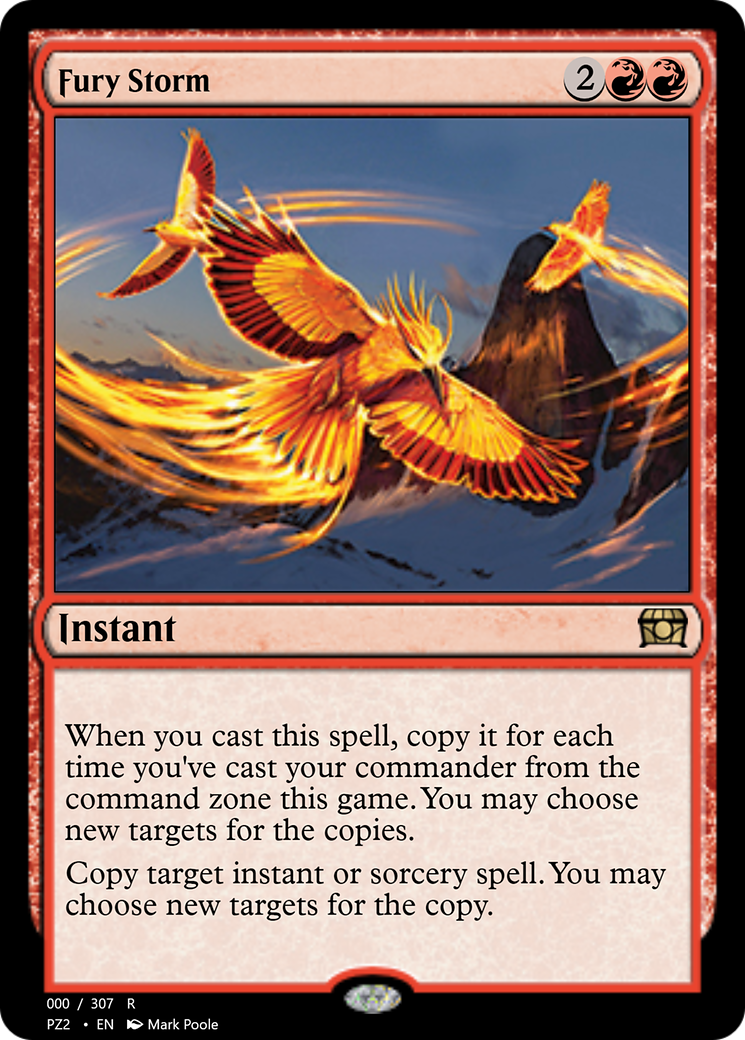 Fury Storm 2
Instant
When you cast this spell, copy it for each
time you've cast your commander from the
command zone this game. You may choose
new targets for the copies.
Copy target instant or sorcery spell. You may
choose new targets for the copy.
000 / 307 R
PZ2 • EN Mark Poole